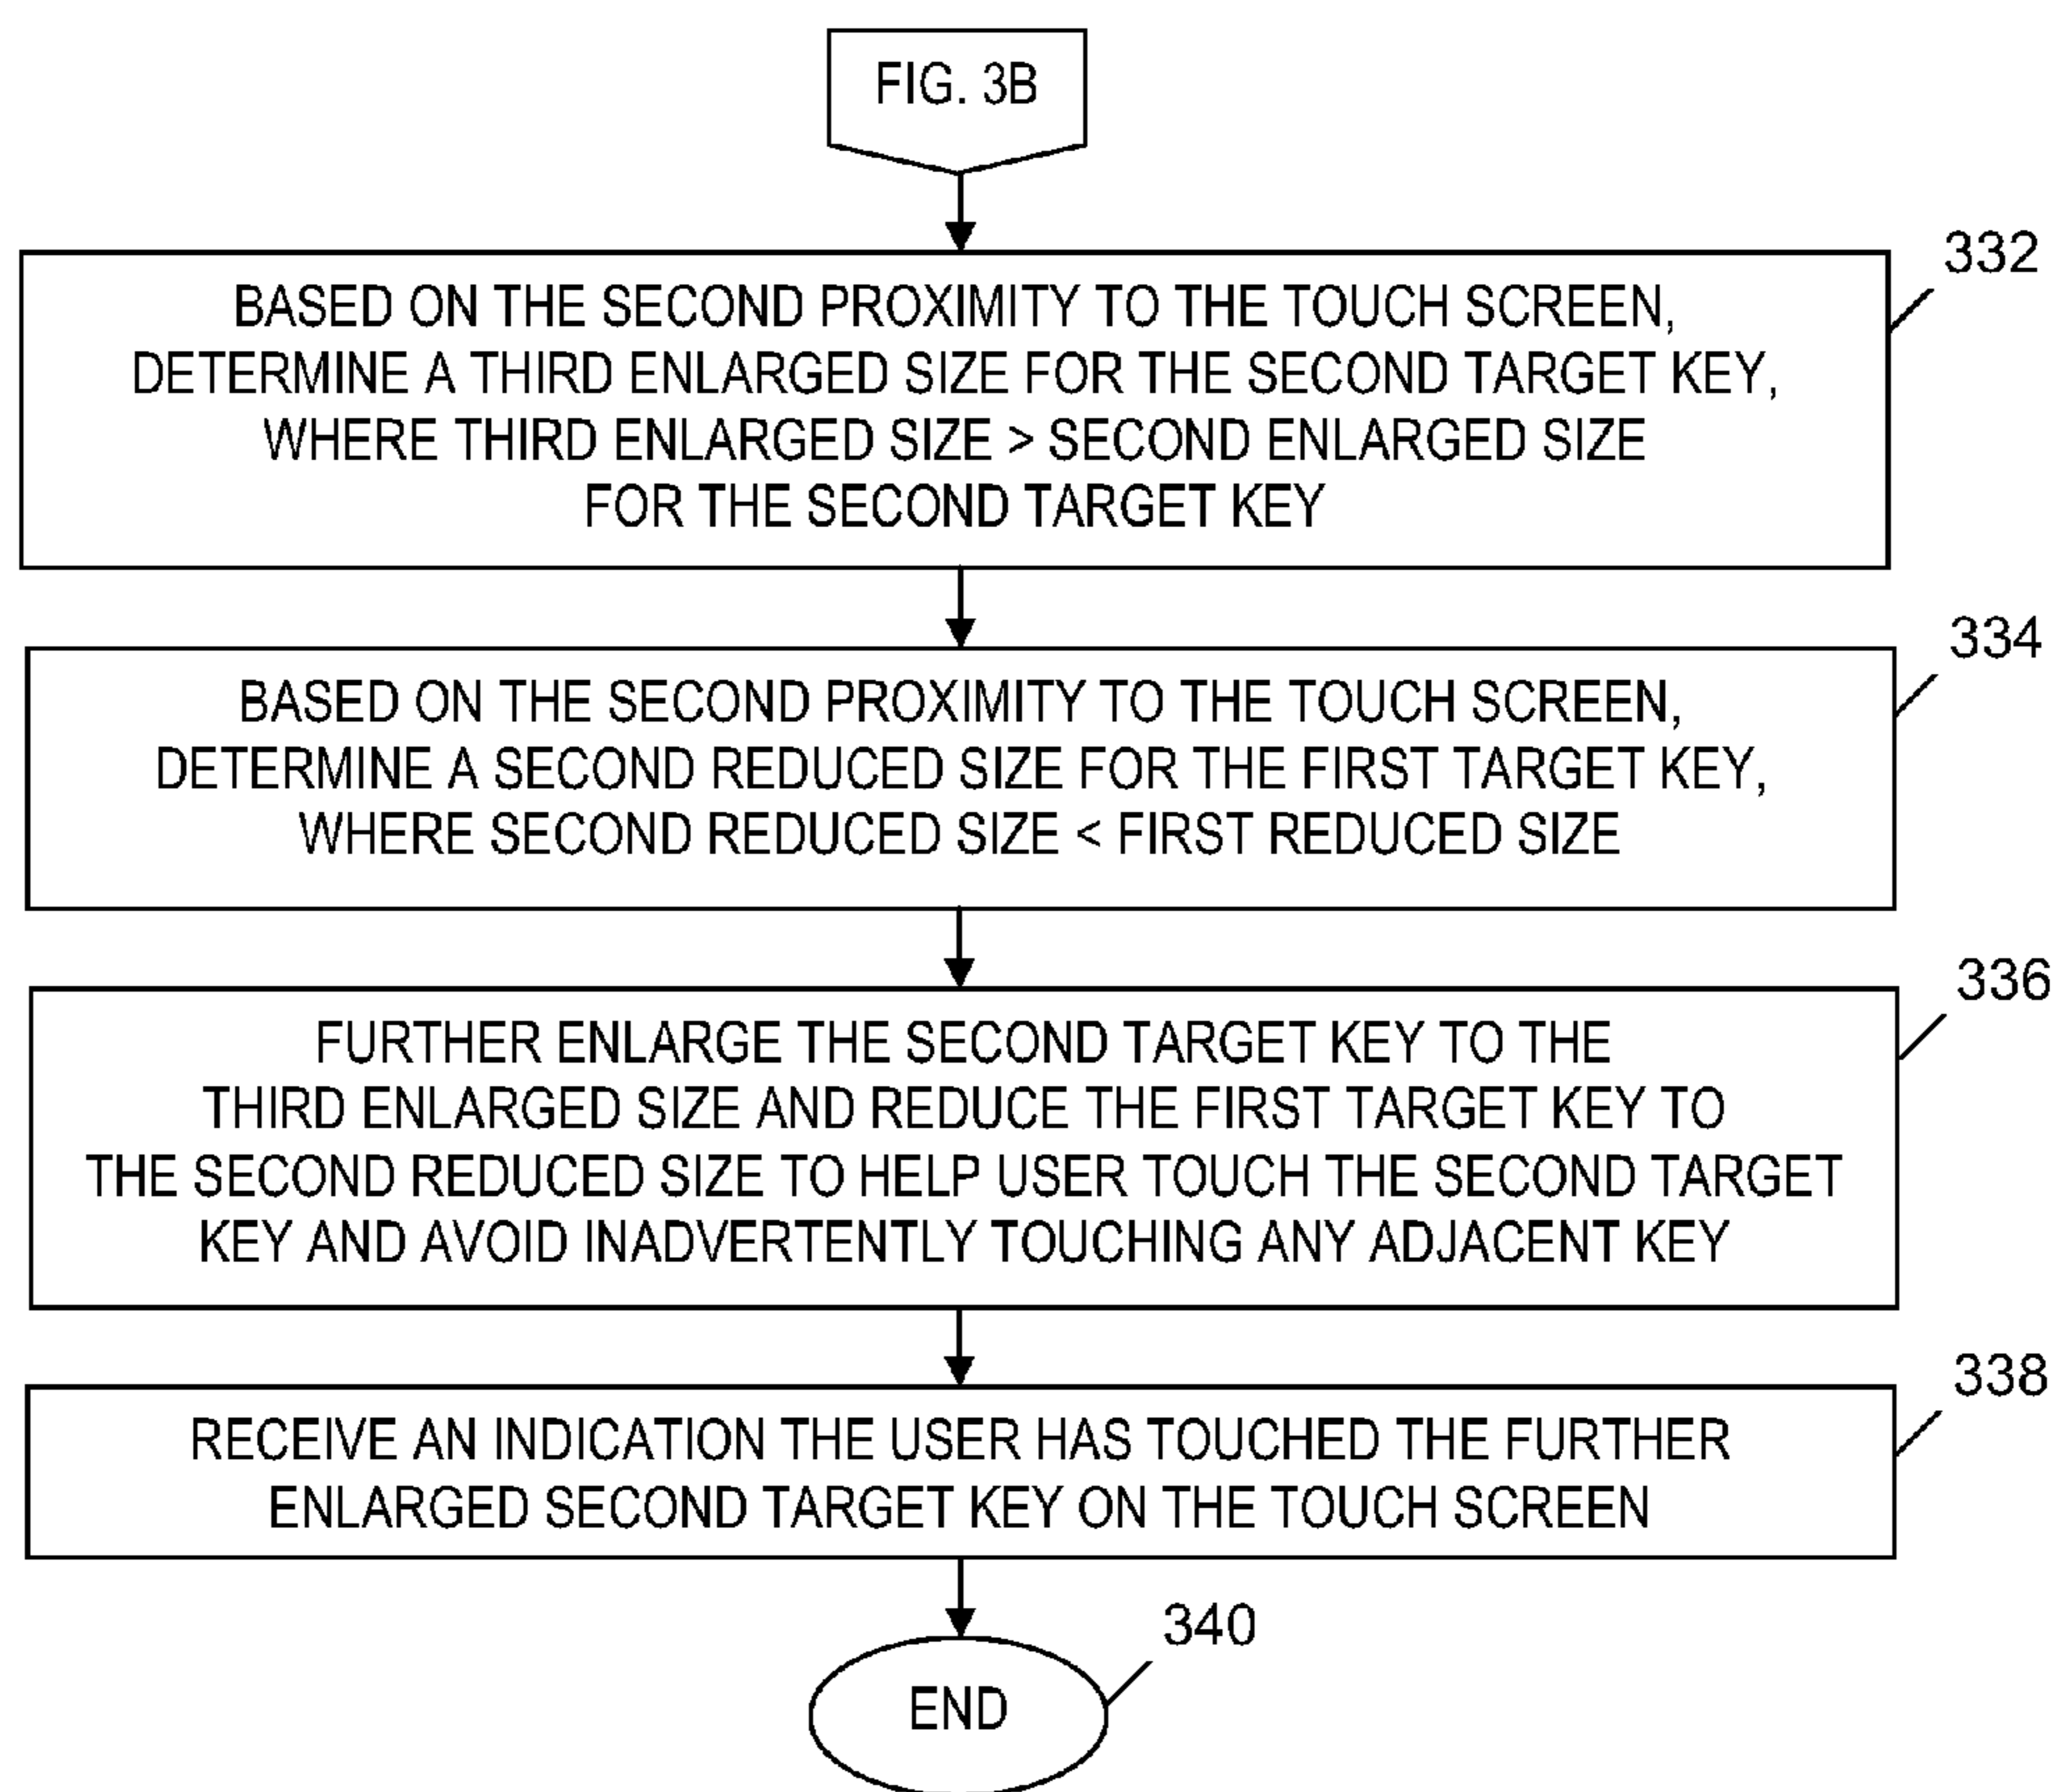 FIG. 3B
332
BASED ON THE SECOND PROXIMITY TO THE TOUCH SCREEN,
DETERMINE A THIRD ENLARGED SIZE FOR THE SECOND TARGET KEY,
WHERE THIRD ENLARGED SIZE > SECOND ENLARGED SIZE
FOR THE SECOND TARGET KEY
334
BASED ON THE SECOND PROXIMITY TO THE TOUCH SCREEN,
DETERMINE A SECOND REDUCED SIZE FOR THE FIRST TARGET KEY,
WHERE SECOND REDUCED SIZE < FIRST REDUCED SIZE
336
FURTHER ENLARGE THE SECOND TARGET KEY TO THE
THIRD ENLARGED SIZE AND REDUCE THE FIRST TARGET KEY TO
THE SECOND REDUCED SIZE TO HELP USER TOUCH THE SECOND TARGET
KEY AND AVOID INADVERTENTLY TOUCHING ANY ADJACENT KEY
338
RECEIVE AN INDICATION THE USER HAS TOUCHED THE FURTHER
ENLARGED SECOND TARGET KEY ON THE TOUCH SCREEN
340
END